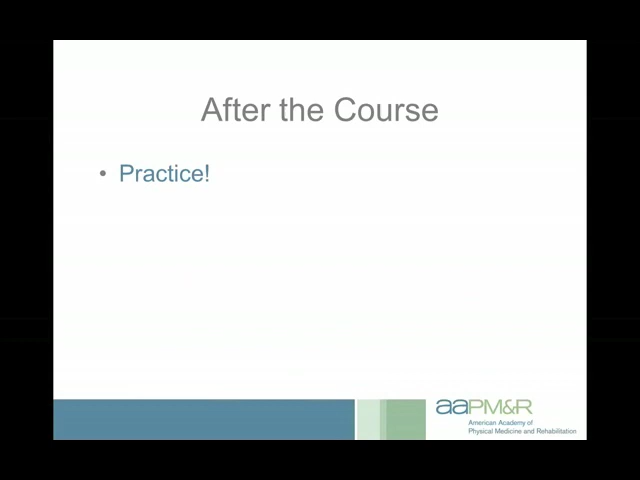 After the Course
• Practice!
aaPM&R
American Academy of
Physical Medicine and Rehabilitation